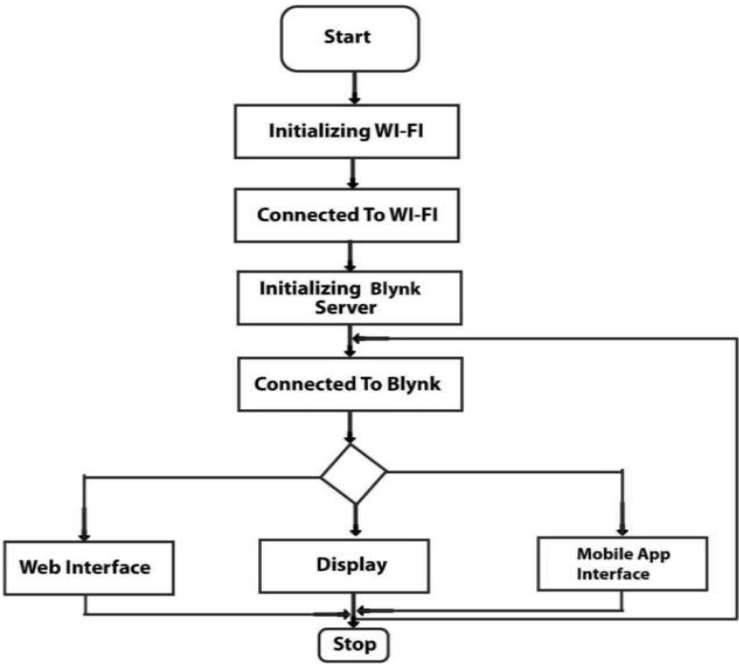 Start
Initializing WI-FI
Connected To WI-FI
Initializing Blynk
Server
Connected To Blynk
Web Interface
Display
Mobile App
Interface
Stop